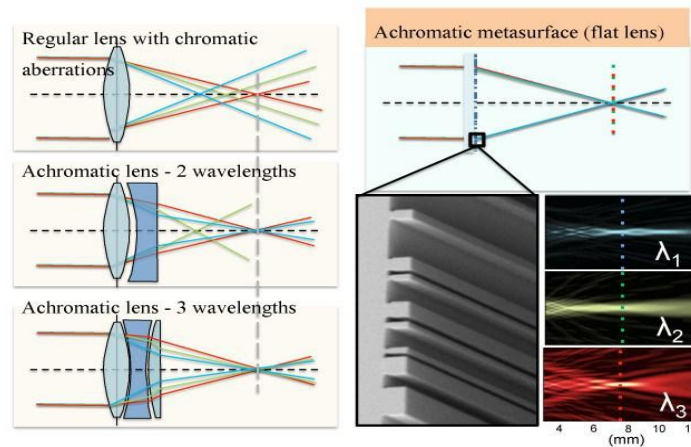 Regular lens with chromatic
aberrations
Achromatic lens - 2 wavelengths
Achromatic lens - 3 wavelengths
Achromatic metasurface (flat lens)
λ1
λ2
λ3
4 6 8 10 1
(mm)